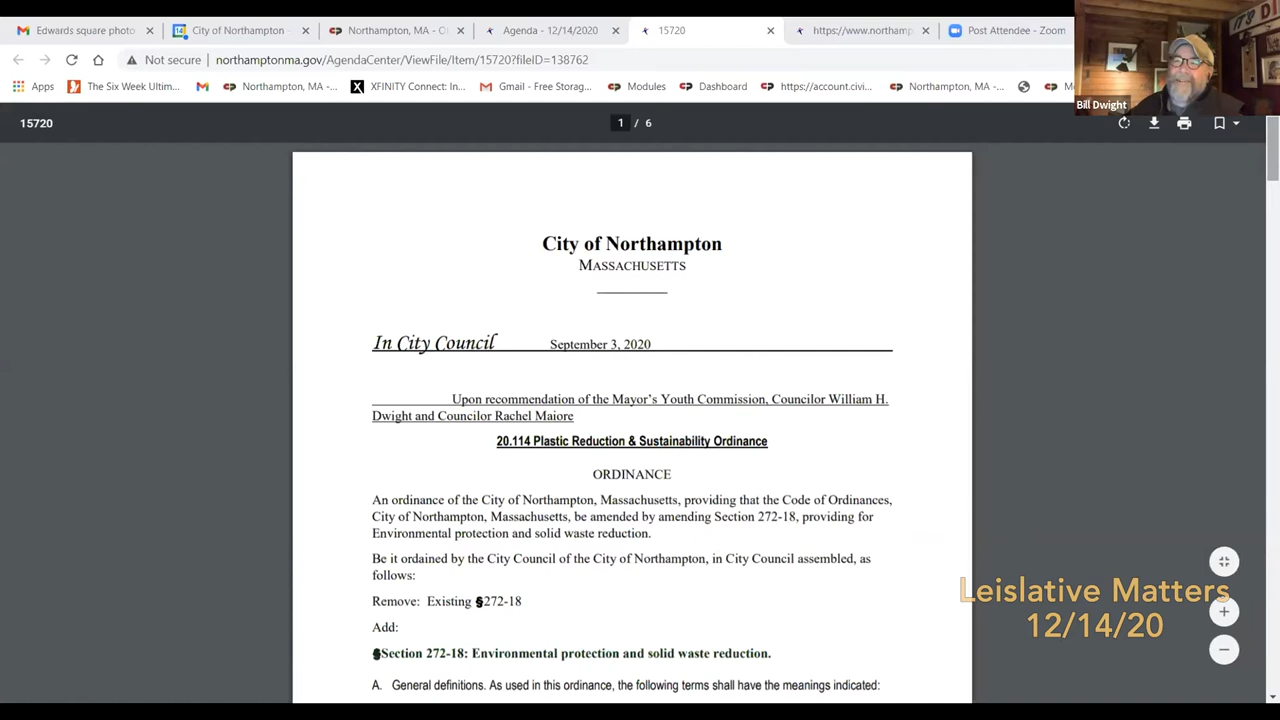 Edwards square photo
City of Northampton
Northampton, MA - O
Agenda - 12/14/2020
15720
https://www.northamp
Post Attendee - Zoom
Not secure
northamptonma.gov/AgendaCenter/ViewFile/Item/15720?fileID=138762
Apps
The Six Week Ultim...
Northampton, MA -...
XFINITY Connect: In...
Gmail - Free Storag...
Modules
Dashboard
https://account.civi...
Northampton, MA -...
Bill Dwight
15720
1 / 6
City of Northampton
MASSACHUSETTS
In City Council September 3, 2020
Upon recommendation of the Mayor's Youth Commission, Councilor William H.
Dwight and Councilor Rachel Maiore
20.114 Plastic Reduction & Sustainability Ordinance
ORDINANCE
An ordinance of the City of Northampton, Massachusetts, providing that the Code of Ordinances,
City of Northampton, Massachusetts, be amended by amending Section 272-18, providing for
Environmental protection and solid waste reduction.
Be it ordained by the City Council of the City of Northampton, in City Council assembled, as
follows:
Remove: Existing §272-18
Add:
§Section 272-18: Environmental protection and solid waste reduction.
A. General definitions. As used in this ordinance, the following terms shall have the meanings indicated:
Leislative Matters
12/14/20